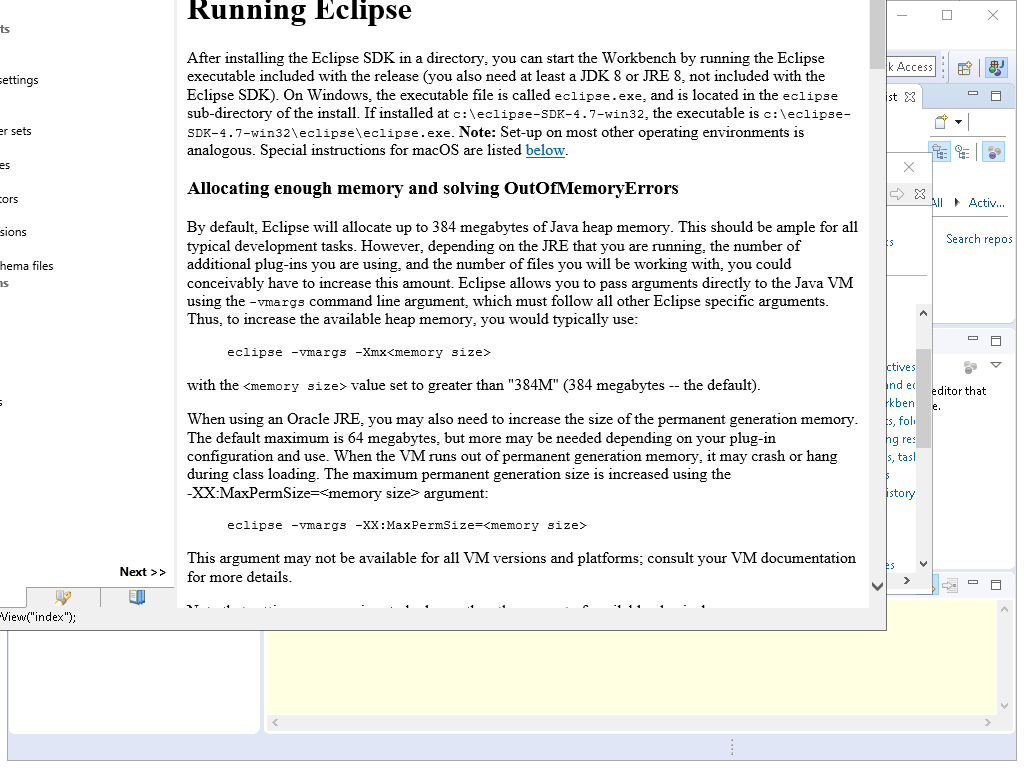 Running Eclipse
After installing the Eclipse SDK in a directory, you can start the Workbench by running the Eclipse
executable included with the release (you also need at least a JDK 8 or JRE 8, not included with the
Eclipse SDK). On Windows, the executable file is called eclipse.exe, and is located in the eclipse
sub-directory of the install. If installed at c:\eclipse-SDK-4.7-win32, the executable is c:\eclipse-
SDK-4.7-win32\eclipse\eclipse.exe. Note: Set-up on most other operating environments is
analogous. Special instructions for macOS are listed below.
Allocating enough memory and solving OutOfMemoryErrors
By default, Eclipse will allocate up to 384 megabytes of Java heap memory. This should be ample for all
typical development tasks. However, depending on the JRE that you are running, the number of
additional plug-ins you are using, and the number of files you will be working with, you could
conceivably have to increase this amount. Eclipse allows you to pass arguments directly to the Java VM
using the -vmargs command line argument, which must follow all other Eclipse specific arguments.
Thus, to increase the available heap memory, you would typically use:
eclipse -vmargs -Xmx<memory size>
with the <memory size> value set to greater than "384M" (384 megabytes -- the default).
When using an Oracle JRE, you may also need to increase the size of the permanent generation memory.
The default maximum is 64 megabytes, but more may be needed depending on your plug-in
configuration and use. When the VM runs out of permanent generation memory, it may crash or hang
during class loading. The maximum permanent generation size is increased using the
-XX:MaxPermSize=<memory size> argument:
eclipse -vmargs -XX:MaxPermSize=<memory size>
This argument may not be available for all VM versions and platforms; consult your VM documentation
for more details.
ts
settings
er sets
es
tors
sions
hema files
ns
s
Next >>
View("index");
k Access
ist
All
Activ...
ks
Search repos
ctives
and ed
rkben
ts, fold
ng res
s, task
s
istory
es
editor that
e.